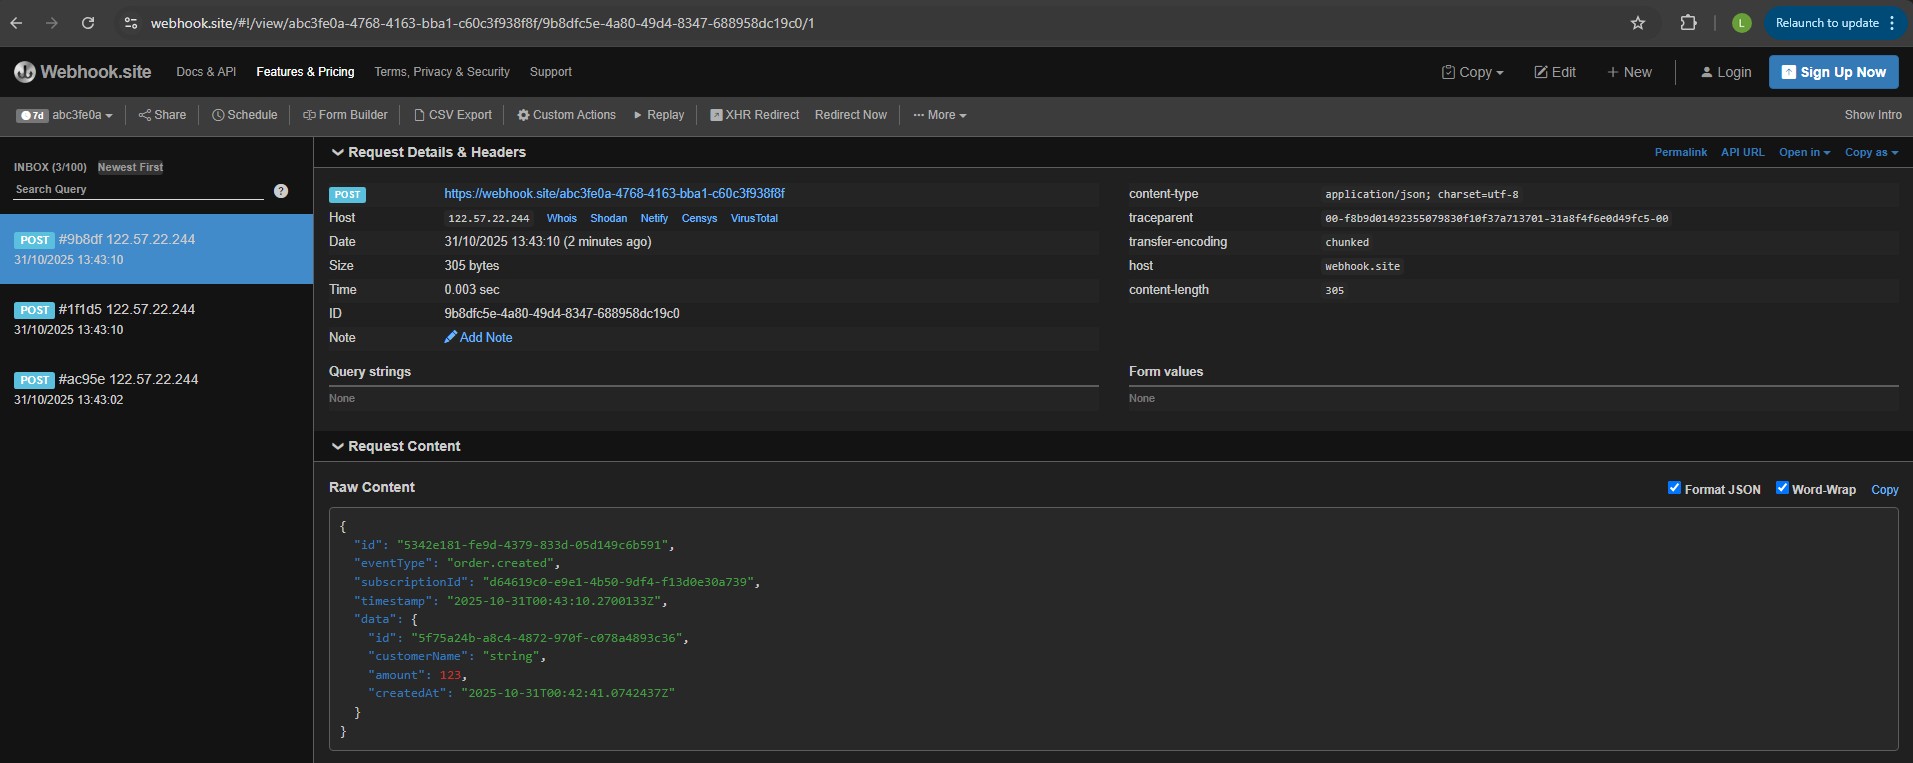 webhook.site/#!/view/abc3fe0a-4768-4163-bba1-c60c3f938f8f/9b8dfc5e-4a80-49d4-8347-688958dc19c0/1
L
Relaunch to update
Webhook.site Docs & API Features & Pricing Terms, Privacy & Security Support Copy Edit + New Login Sign Up Now
7d abc3fe0a Share Schedule Form Builder CSV Export Custom Actions Replay XHR Redirect Redirect Now ··· More Show Intro
INBOX (3/100) Newest First
Search Query ?
POST #9b8df 122.57.22.244
31/10/2025 13:43:10
POST #1f1d5 122.57.22.244
31/10/2025 13:43:10
POST #ac95e 122.57.22.244
31/10/2025 13:43:02
Request Details & Headers Permalink API URL Open in Copy as
POST https://webhook.site/abc3fe0a-4768-4163-bba1-c60c3f938f8f
Host 122.57.22.244 Whois Shodan Netify Censys VirusTotal
Date 31/10/2025 13:43:10 (2 minutes ago)
Size 305 bytes
Time 0.003 sec
ID 9b8dfc5e-4a80-49d4-8347-688958dc19c0
Note Add Note
content-type application/json; charset=utf-8
traceparent 00-f8b9d01492355079830f10f37a713701-31a8f4f6e0d49fc5-00
transfer-encoding chunked
host webhook.site
content-length 305
Query strings
None
Form values
None
Request Content
Raw Content Format JSON Word-Wrap Copy
{
"id": "5342e181-fe9d-4379-833d-05d149c6b591",
"eventType": "order.created",
"subscriptionId": "d64619c0-e9e1-4b50-9df4-f13d0e30a739",
"timestamp": "2025-10-31T00:43:10.2700133Z",
"data": {
"id": "5f75a24b-a8c4-4872-970f-c078a4893c36",
"customerName": "string",
"amount": 123,
"createdAt": "2025-10-31T00:42:41.0742437Z"
}
}